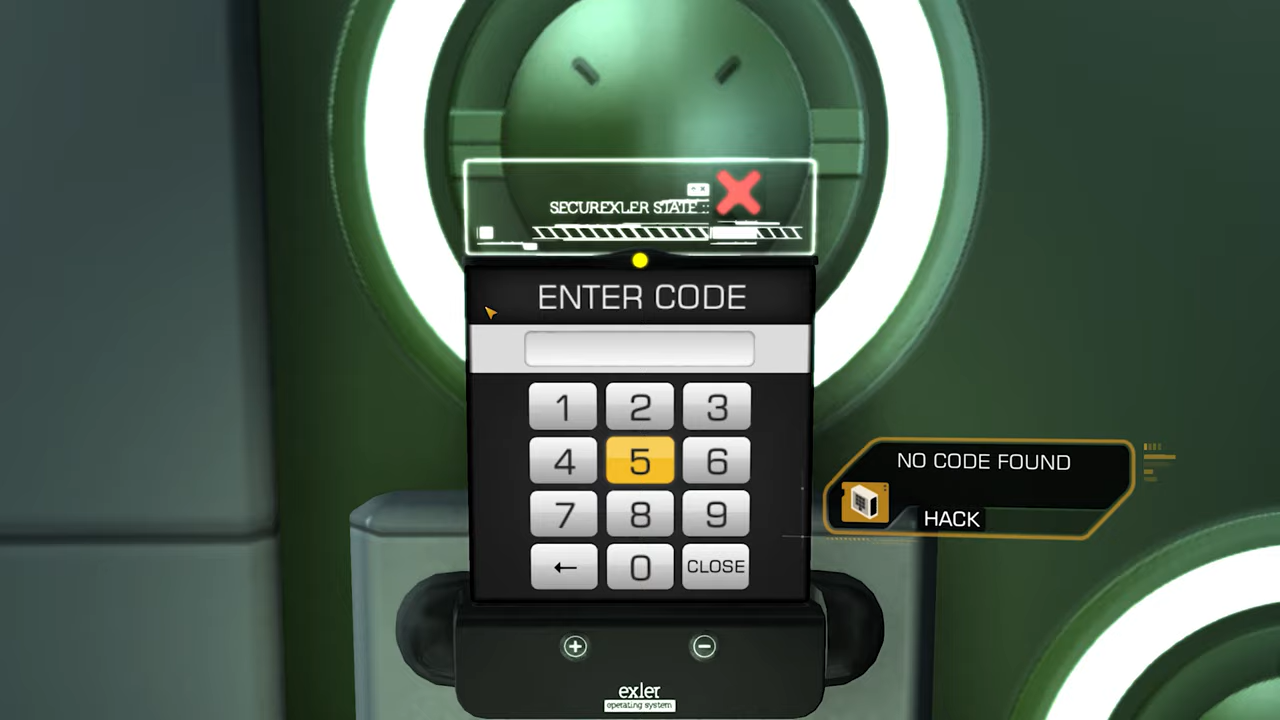 SECUREXLER STATE ::
ENTER CODE
1 2 3
4 5 6
7 8 9
← 0 CLOSE
NO CODE FOUND
HACK
+ −
exler
operating system